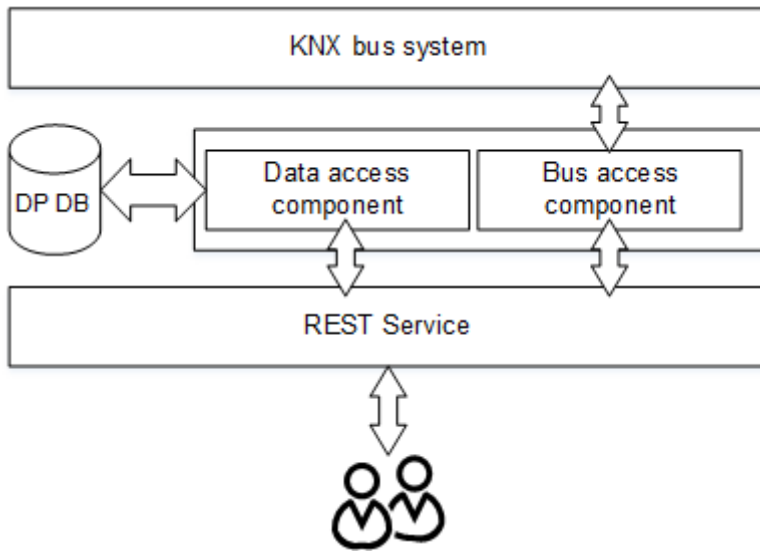 KNX bus system
DP DB
Data access
component
Bus access
component
REST Service